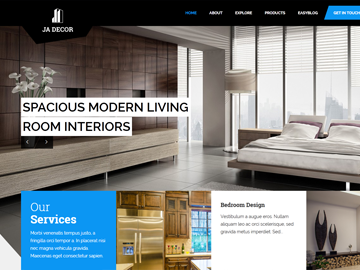 JA DECOR
HOME ABOUT EXPLORE PRODUCTS EASYBLOG GET IN TOUCH
SPACIOUS MODERN LIVING
ROOM INTERIORS
Our
Services
Morbi venenatis tempus justo, a
fringilla orci tempor a. In placerat nisi
nec magna vehicula gravida.
Maecenas eget consectetur sapien.
Bedroom Design
Vestibulum a augue eros. Nullam
aliquam leo ac orci scelerisque, sed
gravida metus imperdiet. Sed.